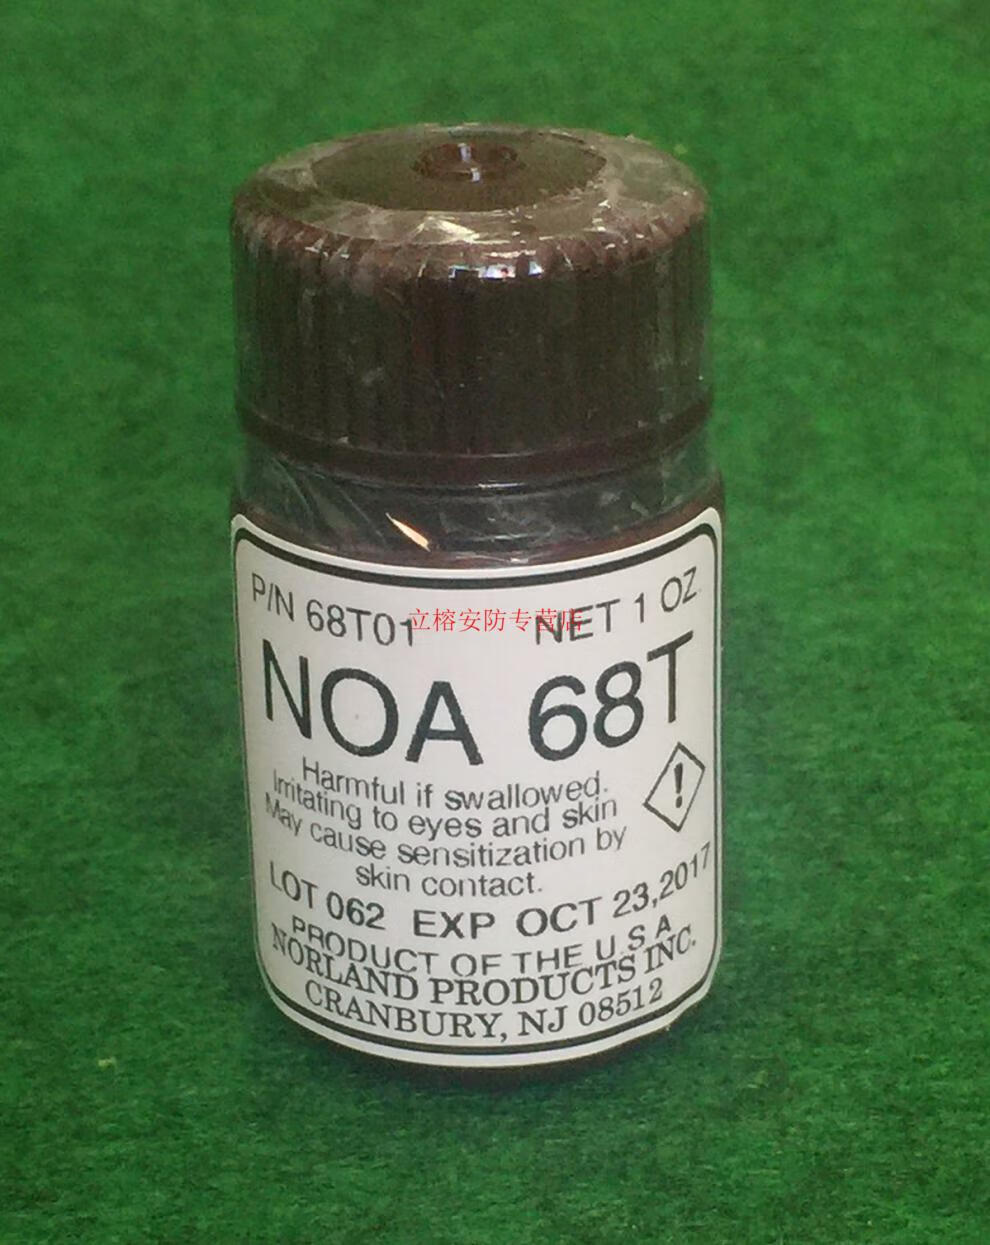 P/N 68T01 NET 1 OZ.
立榕安防专营店
NOA 68T
Harmful if swallowed.
Irritating to eyes and skin
May cause sensitization by
skin contact.
!
LOT 062 EXP OCT 23,2017
PRODUCT OF THE U.S.A.
NORLAND PRODUCTS INC.
CRANBURY, NJ 08512